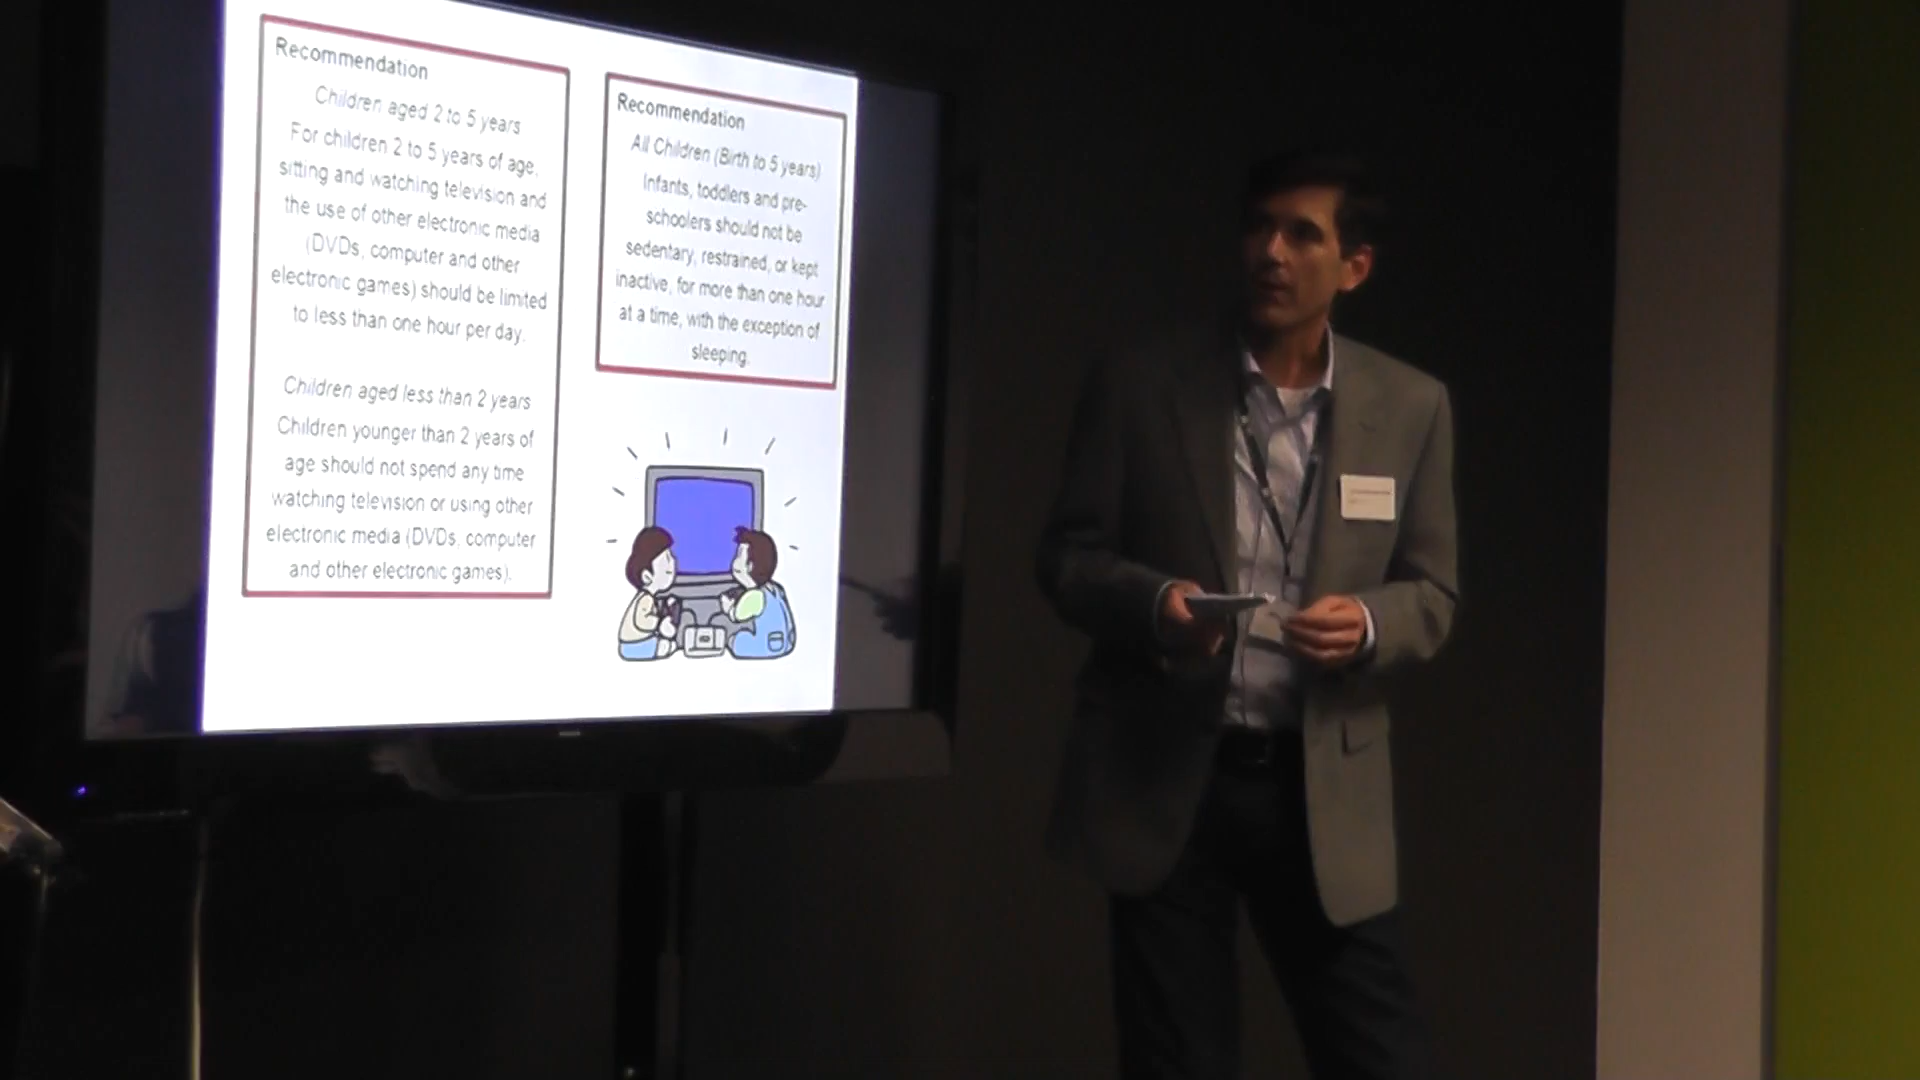 Recommendation
Children aged 2 to 5 years
For children 2 to 5 years of age,
sitting and watching television and
the use of other electronic media
(DVDs, computer and other
electronic games) should be limited
to less than one hour per day.
Children aged less than 2 years
Children younger than 2 years of
age should not spend any time
watching television or using other
electronic media (DVDs, computer
and other electronic games).
Recommendation
All Children (Birth to 5 years)
Infants, toddlers and pre-
schoolers should not be
sedentary, restrained, or kept
inactive, for more than one hour
at a time, with the exception of
sleeping.